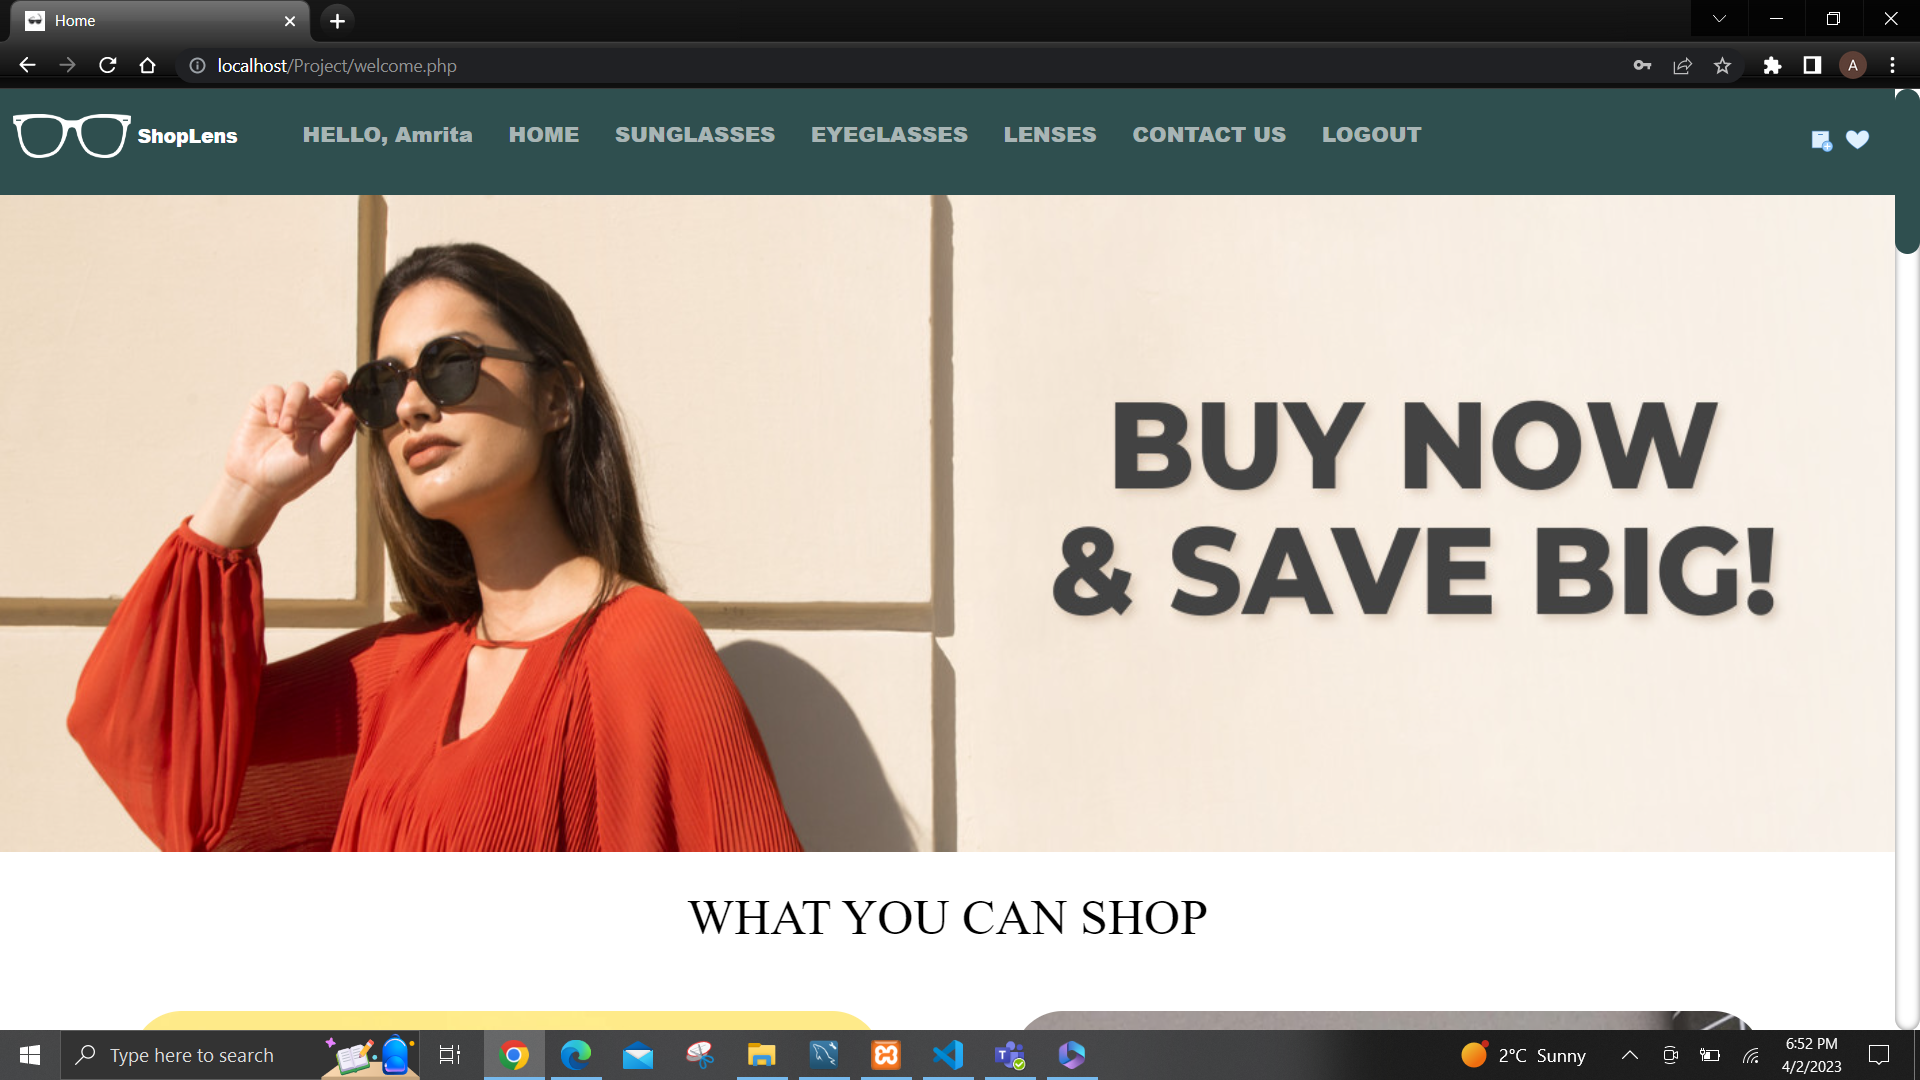 Home
localhost/Project/welcome.php
A
ShopLens
HELLO, Amrita
HOME
SUNGLASSES
EYEGLASSES
LENSES
CONTACT US
LOGOUT
BUY NOW
& SAVE BIG!
WHAT YOU CAN SHOP
Type here to search
2°C Sunny
6:52 PM
4/2/2023